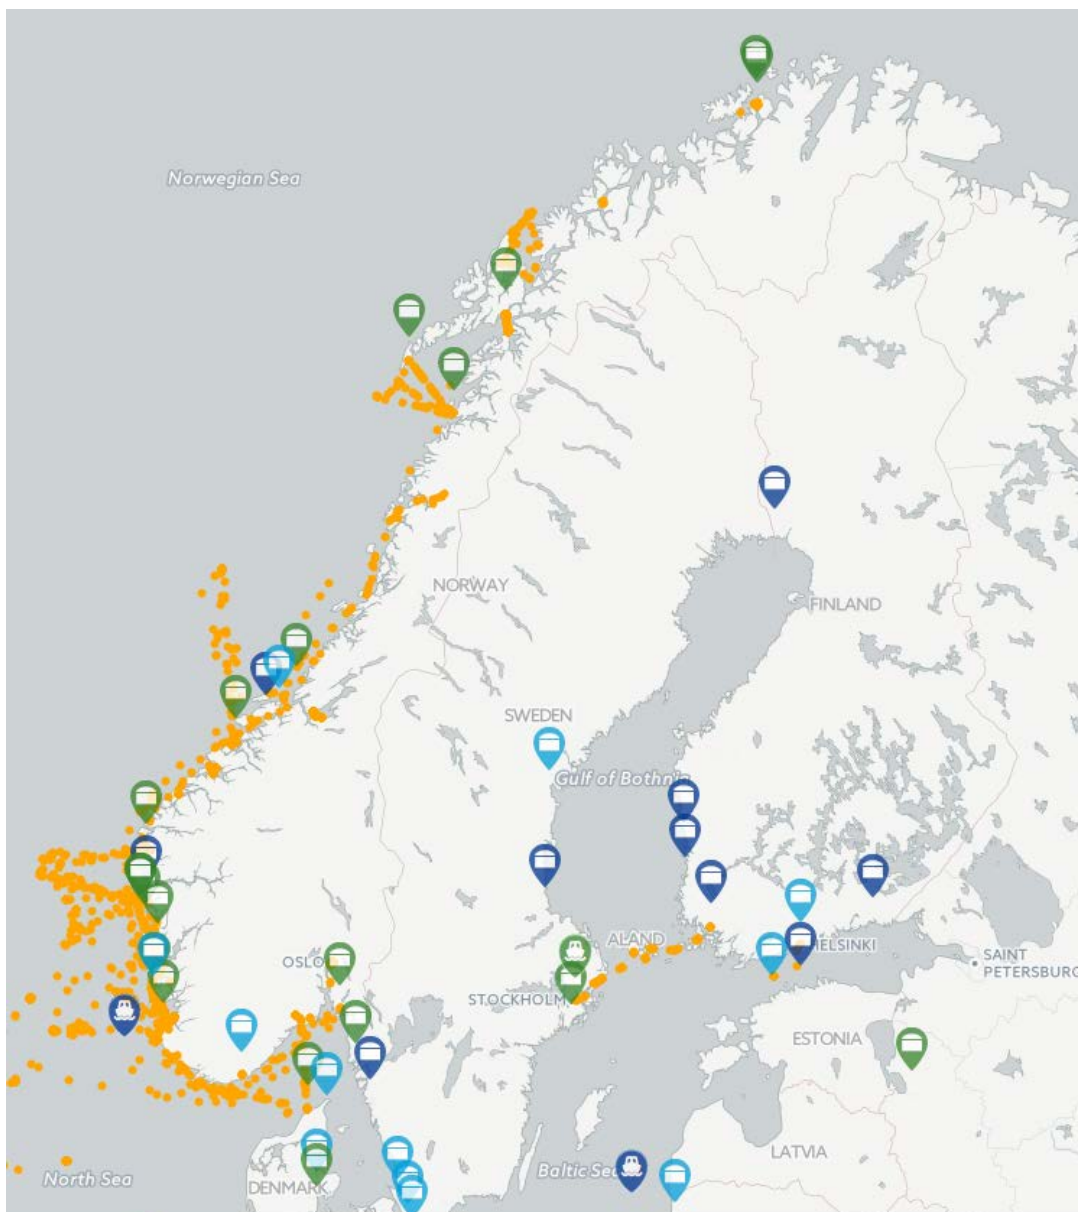 Norwegian Sea
NORWAY
FINLAND
SWEDEN
Gulf of Bothnia
ALAND
OSLO
HELSINKI
SAINT
PETERSBURG
STOCKHOLM
ESTONIA
LATVIA
Baltic Sea
North Sea
DENMARK